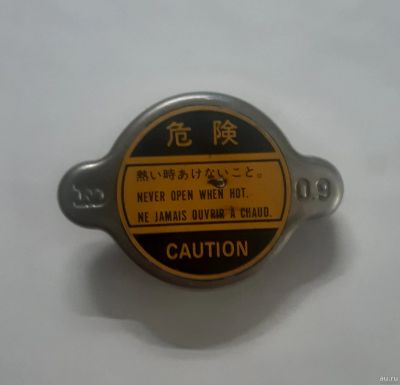 危険
熱い時あけないこと。
NEVER OPEN WHEN HOT.
NE JAMAIS OUVRIR À CHAUD.
CAUTION
0.9
au.ru